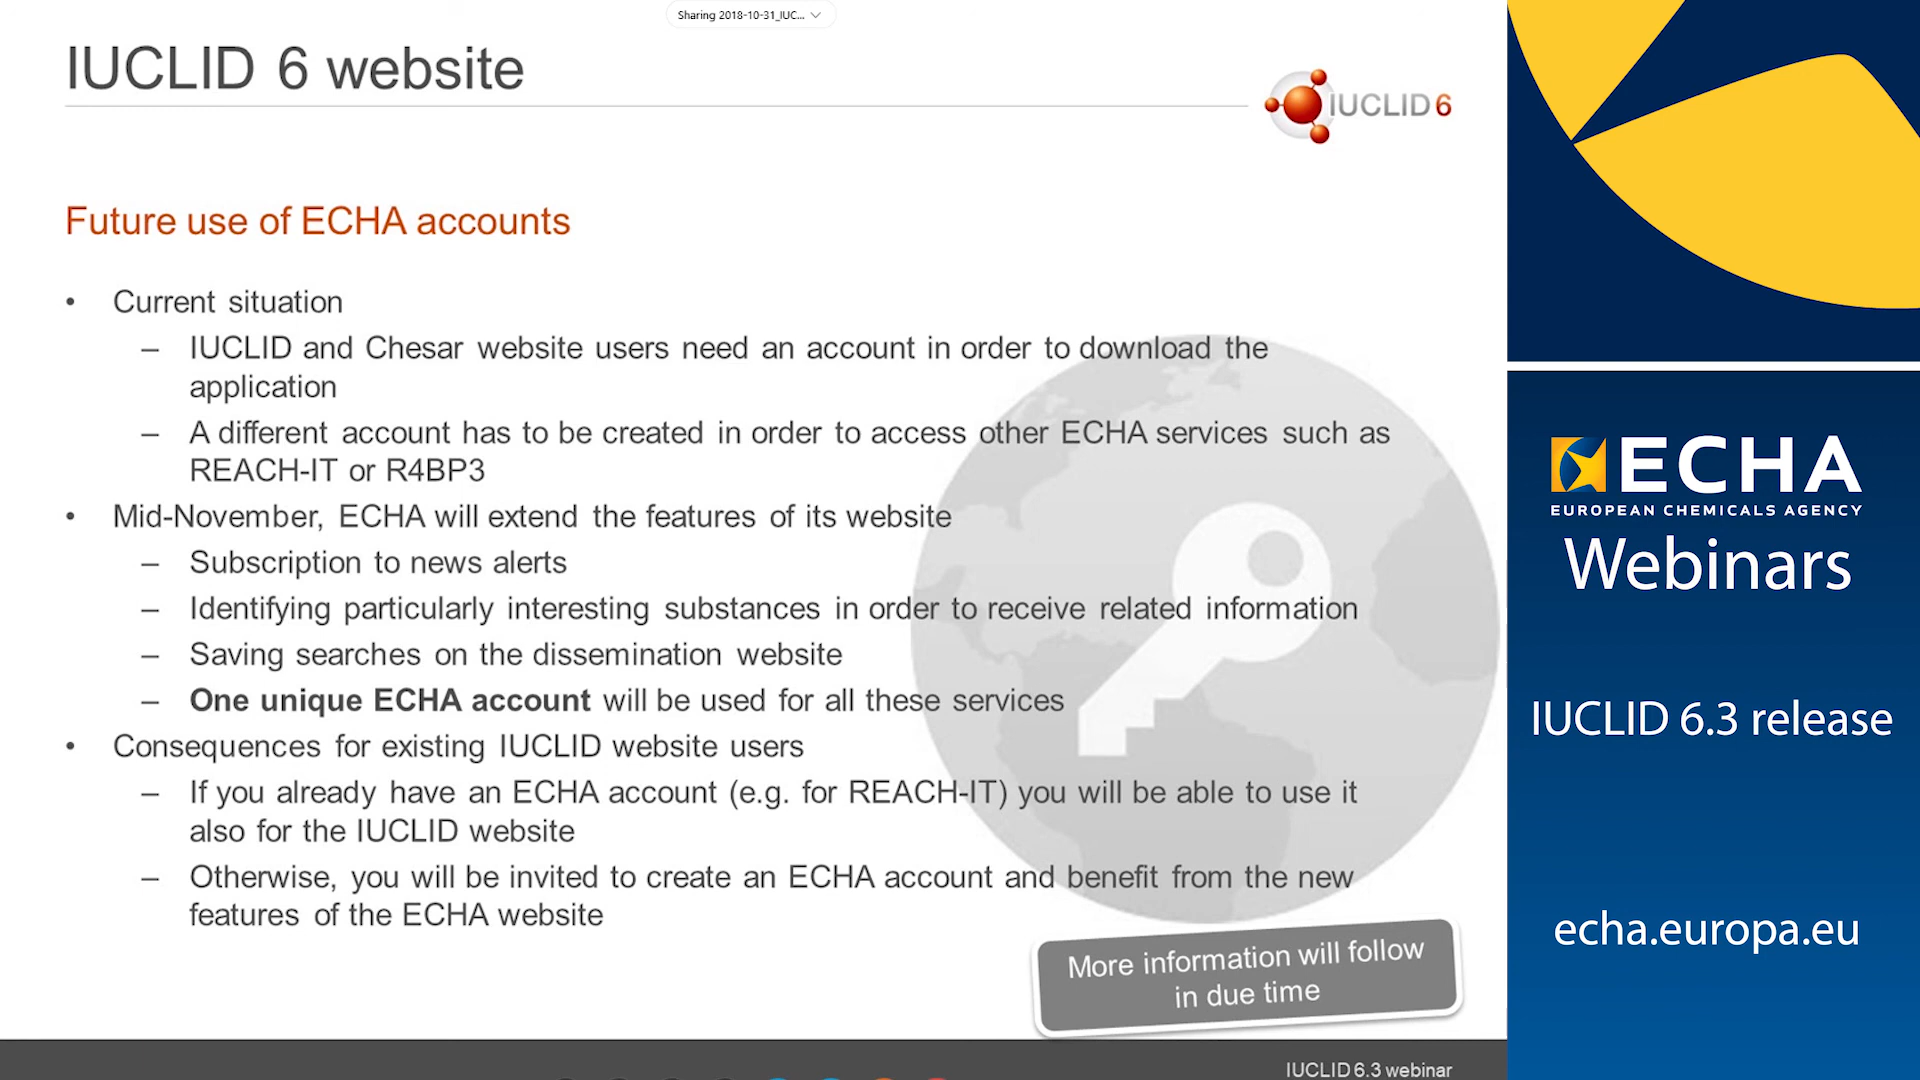 Sharing 2018-10-31_IUC...
IUCLID 6 website
IUCLID 6
Future use of ECHA accounts
• Current situation
– IUCLID and Chesar website users need an account in order to download the
application
– A different account has to be created in order to access other ECHA services such as
REACH-IT or R4BP3
• Mid-November, ECHA will extend the features of its website
– Subscription to news alerts
– Identifying particularly interesting substances in order to receive related information
– Saving searches on the dissemination website
– One unique ECHA account will be used for all these services
• Consequences for existing IUCLID website users
– If you already have an ECHA account (e.g. for REACH-IT) you will be able to use it
also for the IUCLID website
– Otherwise, you will be invited to create an ECHA account and benefit from the new
features of the ECHA website
More information will follow
in due time
IUCLID 6.3 webinar
ECHA
EUROPEAN CHEMICALS AGENCY
Webinars
IUCLID 6.3 release
echa.europa.eu